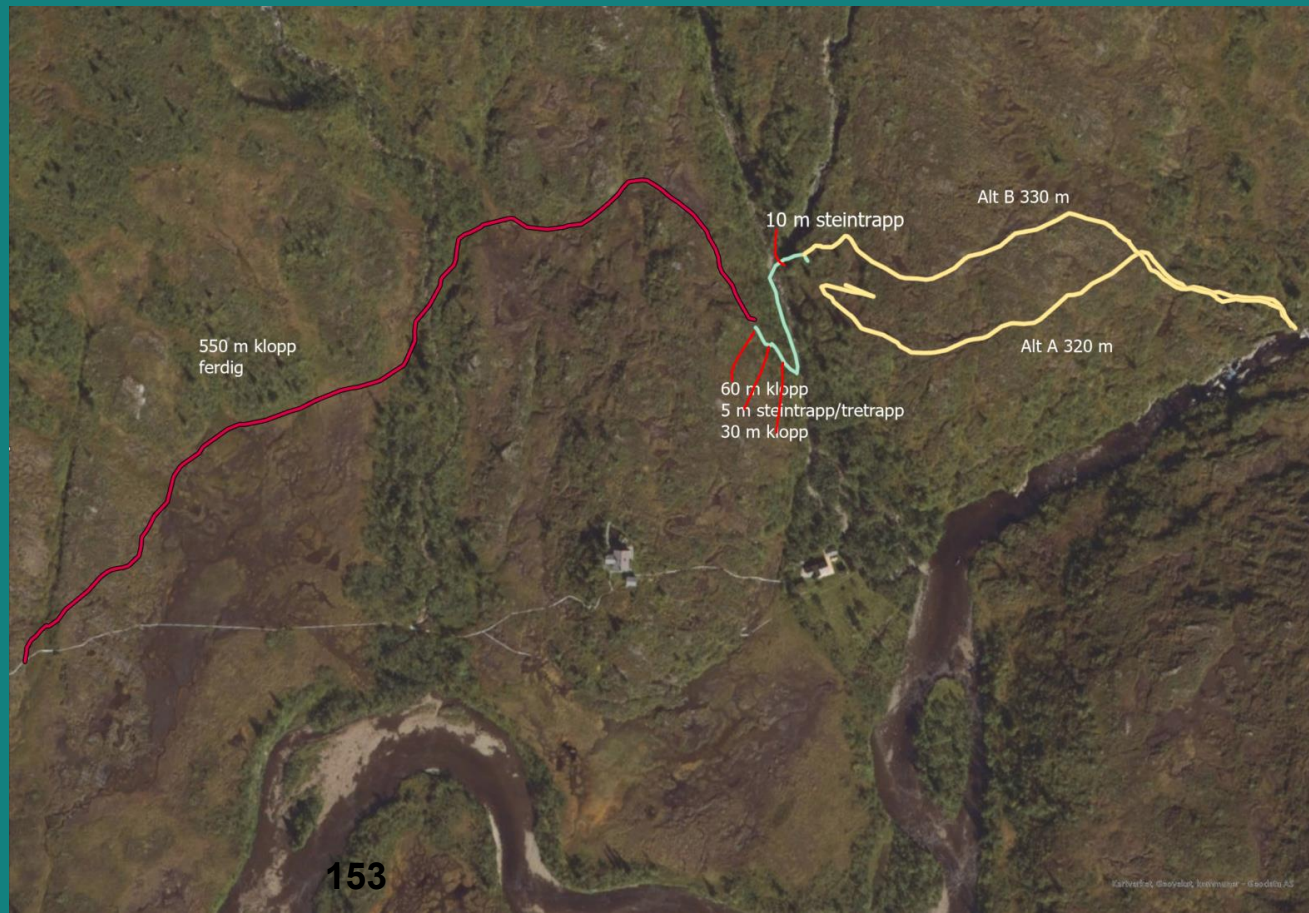 Alt B 330 m
10 m steintrapp
550 m klopp
ferdig
Alt A 320 m
60 m klopp
5 m steintrapp/tretrapp
30 m klopp
153